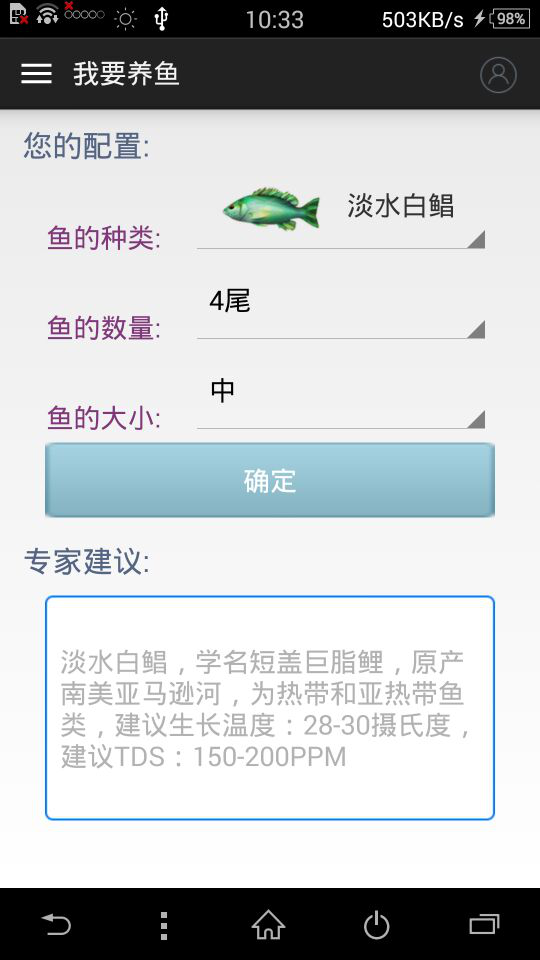 10:33
503KB/s
98%
我要养鱼
您的配置:
鱼的种类:
淡水白鲳
鱼的数量:
4尾
鱼的大小:
中
确定
专家建议:
淡水白鲳，学名短盖巨脂鲤，原产
南美亚马逊河，为热带和亚热带鱼
类，建议生长温度：28-30摄氏度，
建议TDS：150-200PPM